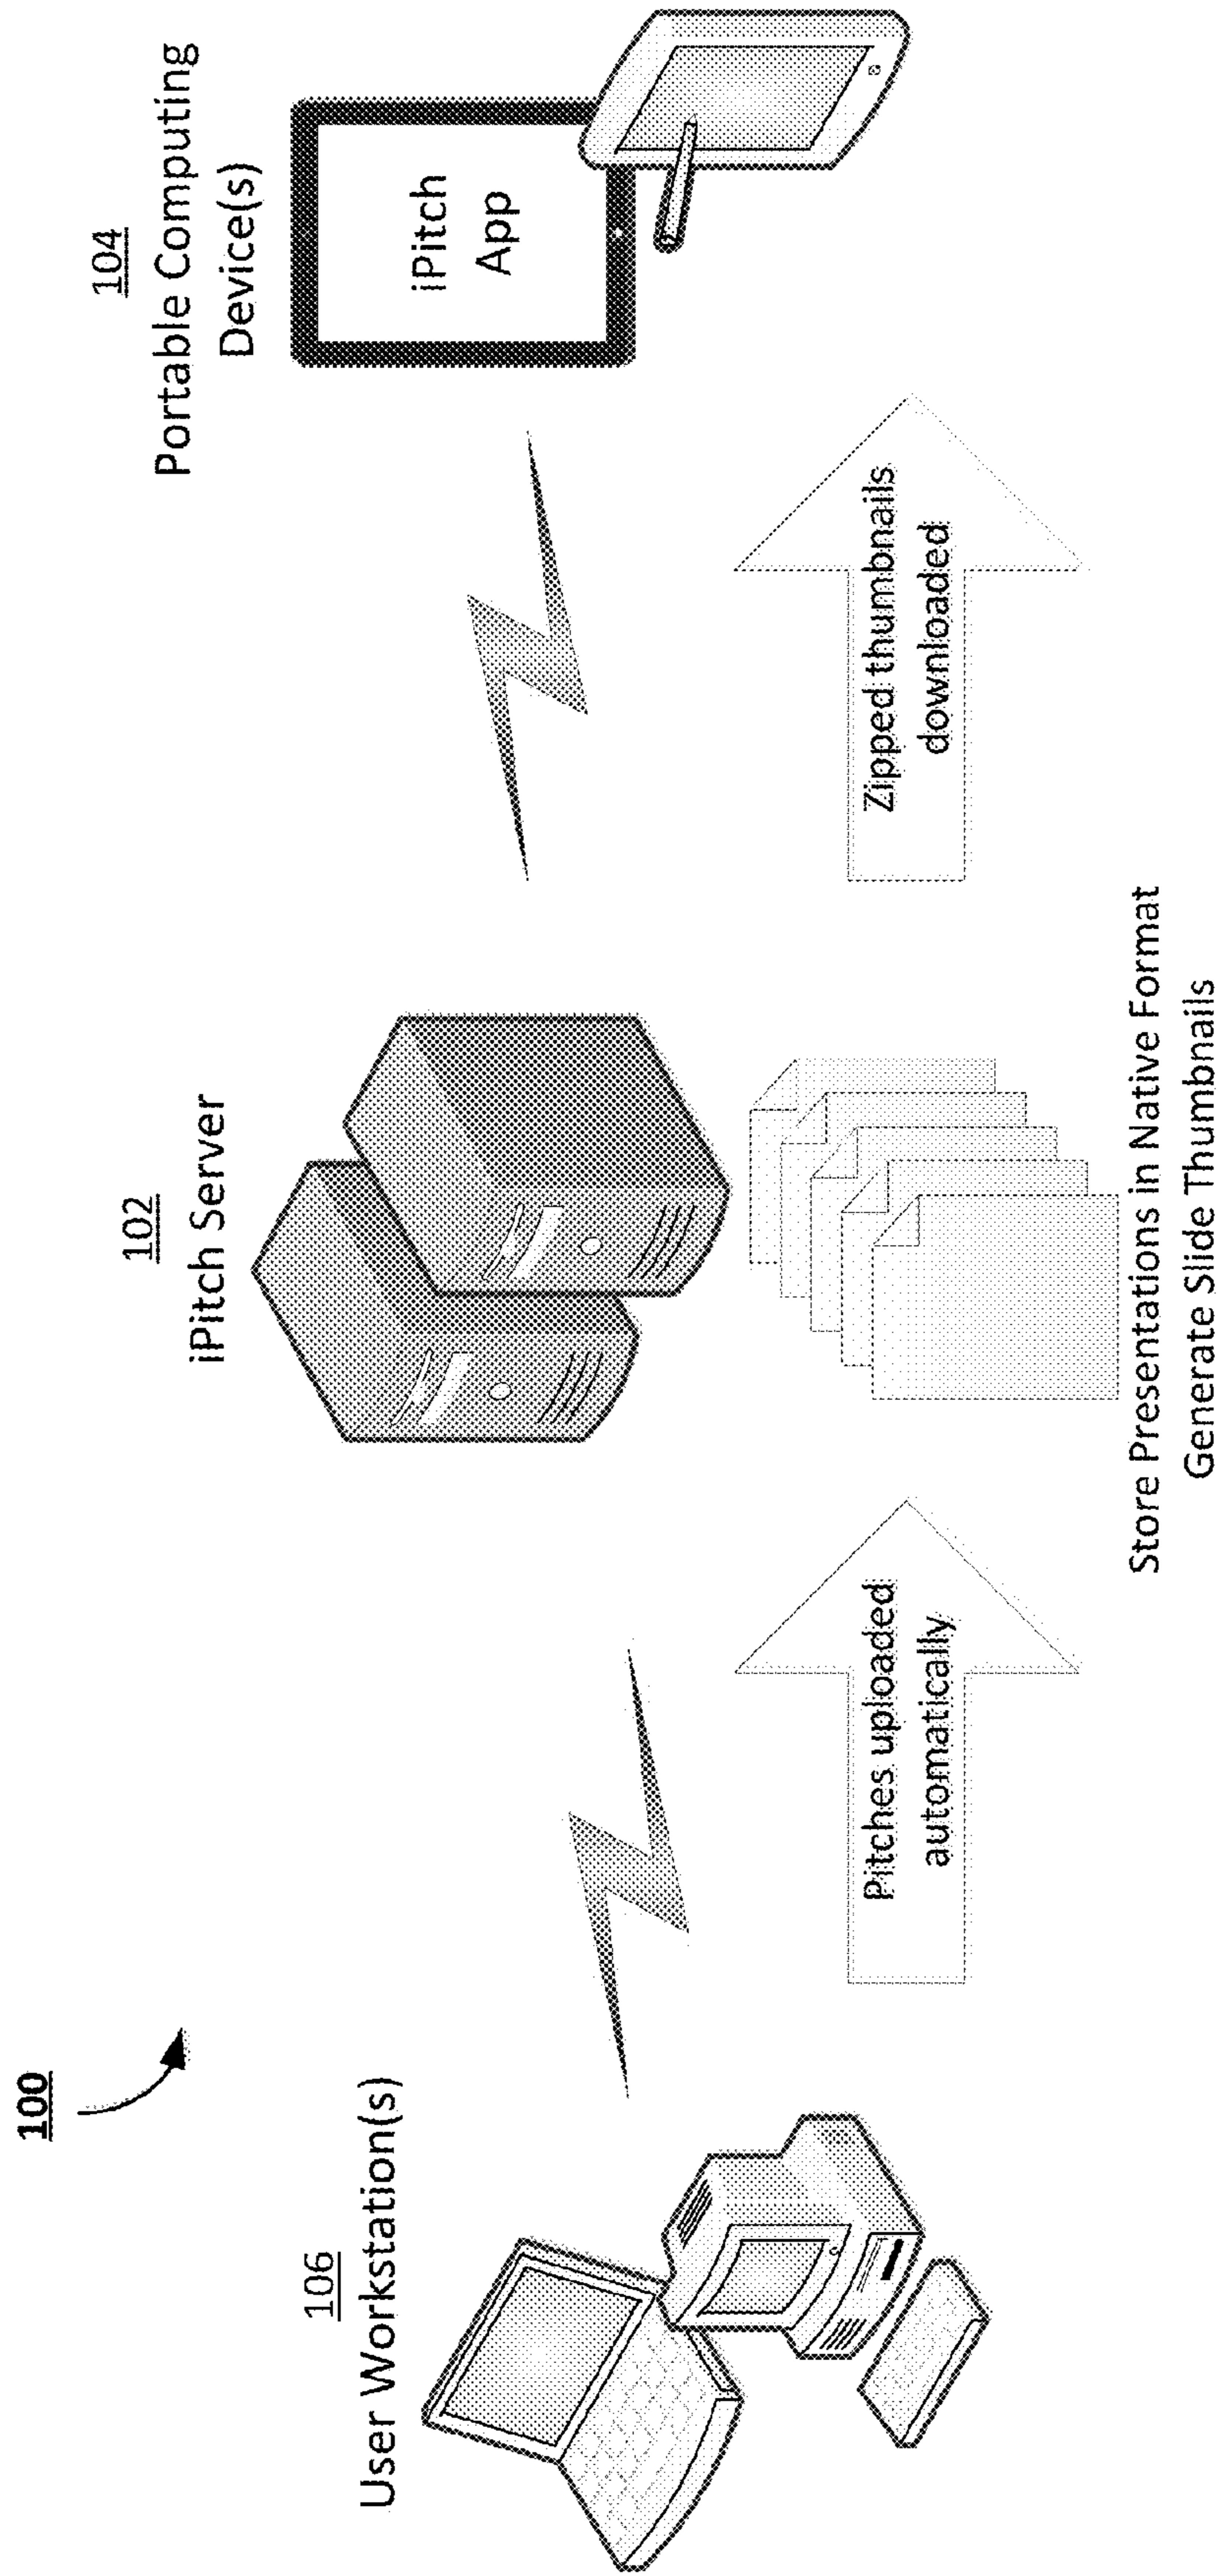 100
106
User Workstation(s)
Pitches uploaded
automatically
102
iPitch Server
Store Presentations in Native Format
Generate Slide Thumbnails
Zipped thumbnails
downloaded
104
Portable Computing
Device(s)
iPitch
App